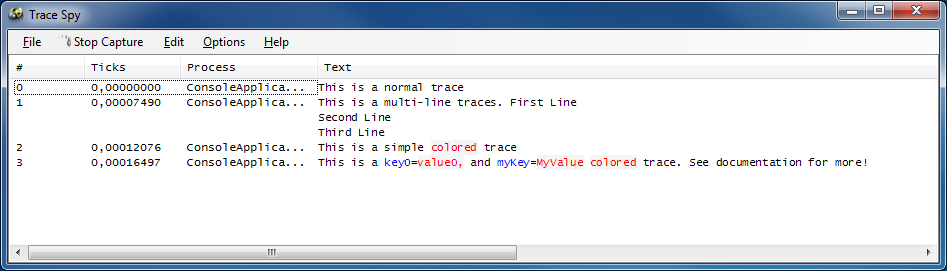 Trace Spy
File Stop Capture Edit Options Help
# Ticks Process Text
0 0,00000000 ConsoleApplica... This is a normal trace
1 0,00007490 ConsoleApplica... This is a multi-line traces. First Line
Second Line
Third Line
2 0,00012076 ConsoleApplica... This is a simple colored trace
3 0,00016497 ConsoleApplica... This is a key0=value0, and myKey=MyValue colored trace. See documentation for more!